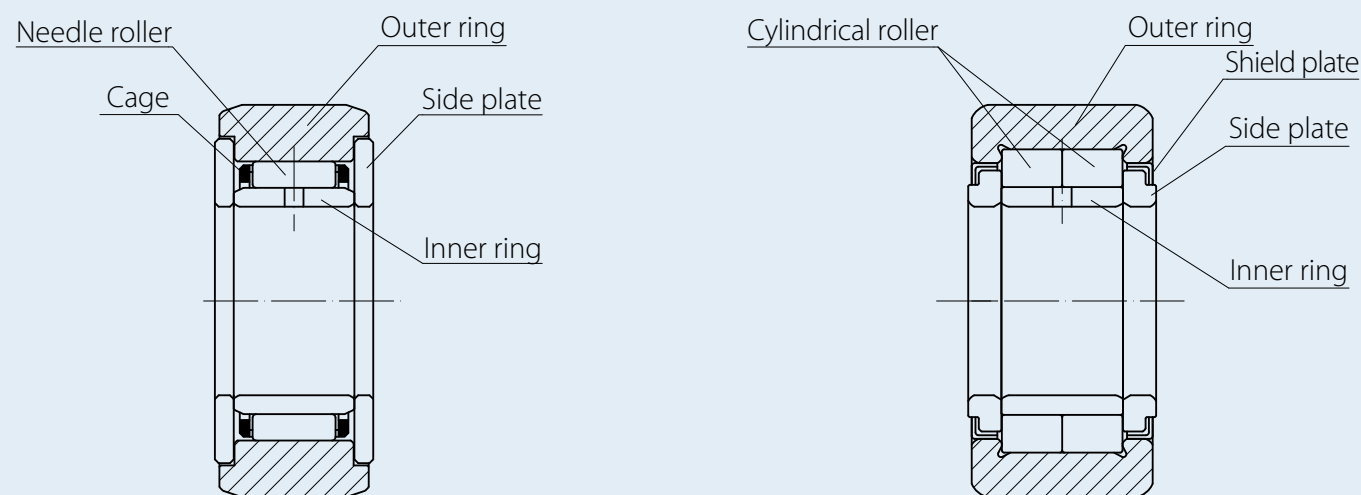 Needle roller
Outer ring
Cage
Side plate
Inner ring
Cylindrical roller
Outer ring
Shield plate
Side plate
Inner ring